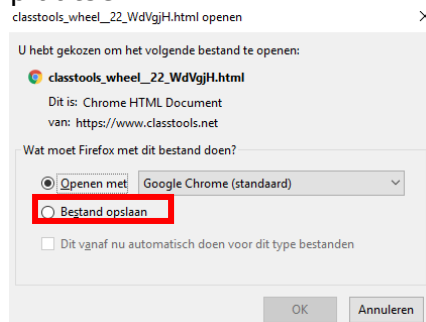 classtools_wheel__22_WdVgjH.html openen
U hebt gekozen om het volgende bestand te openen:
classtools_wheel__22_WdVgjH.html
Dit is: Chrome HTML Document
van: https://www.classtools.net
Wat moet Firefox met dit bestand doen?
Openen met Google Chrome (standaard)
Bestand opslaan
Dit vanaf nu automatisch doen voor dit type bestanden
OK Annuleren